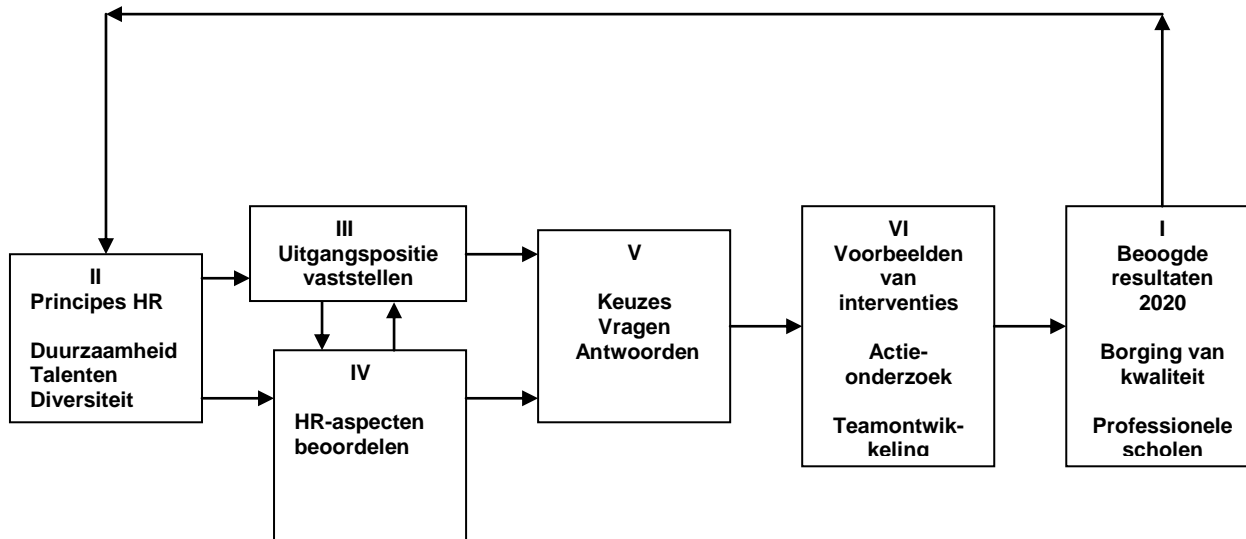 II
Principes HR
Duurzaamheid
Talenten
Diversiteit
III
Uitgangspositie
vaststellen
IV
HR-aspecten
beoordelen
V
Keuzes
Vragen
Antwoorden
VI
Voorbeelden
van
interventies
Actie-
onderzoek
Teamontwik-
keling
I
Beoogde
resultaten
2020
Borging van
kwaliteit
Professionele
scholen